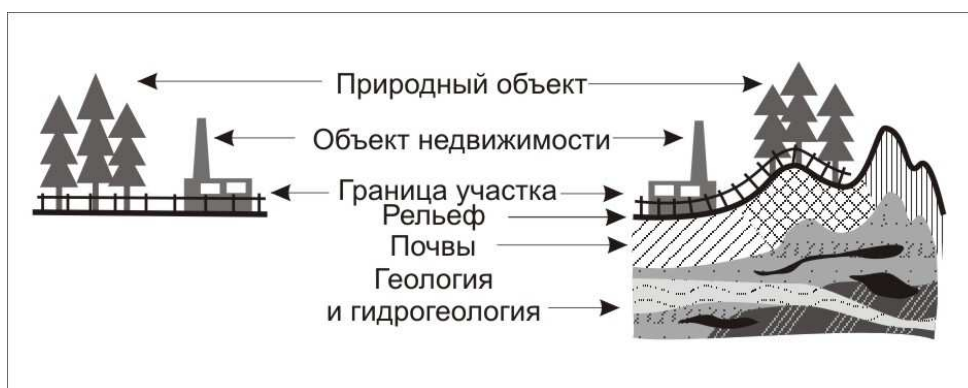 Природный объект
Объект недвижимости
Граница участка
Рельеф
Почвы
Геология
и гидрогеология